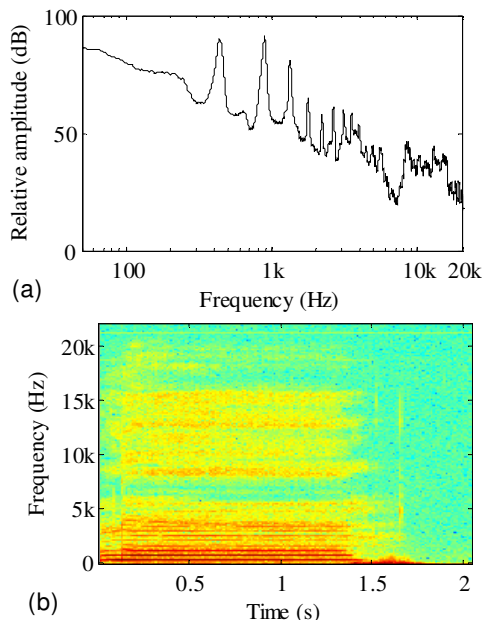 100
50
0
Relative amplitude (dB)
100 1k 10k 20k
Frequency (Hz)
(a)
20k
15k
10k
5k
0
Frequency (Hz)
0.5 1 1.5 2
Time (s)
(b)